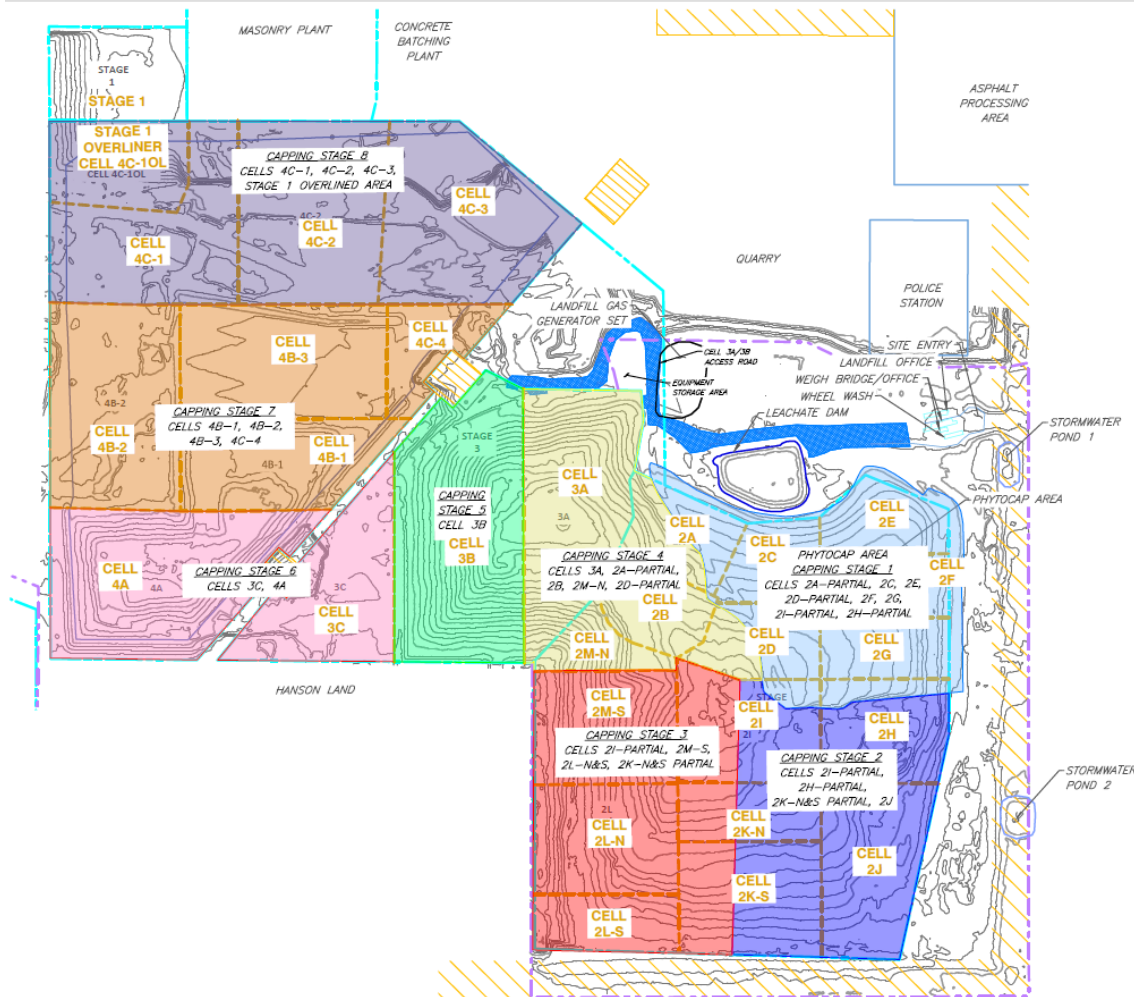 MASONRY PLANT
CONCRETE
BATCHING
PLANT
STAGE
1
STAGE 1
ASPHALT
PROCESSING
AREA
STAGE 1
OVERLINER
CELL 4C-1OL
CELL 4C-1OL
CAPPING STAGE 8
CELLS 4C-1, 4C-2, 4C-3,
STAGE 1 OVERLINED AREA
CELL
4C-3
4C-2
CELL
4C-2
CELL
4C-1
QUARRY
POLICE
STATION
LANDFILL GAS
GENERATOR SET
CELL
4C-4
CELL
4B-3
CELL 3A/3B
ACCESS ROAD
EQUIPMENT
STORAGE AREA
SITE ENTRY
LANDFILL OFFICE
WEIGH BRIDGE/OFFICE
WHEEL WASH
LEACHATE DAM
STORMWATER
POND 1
4B-2
CAPPING STAGE 7
CELLS 4B-1, 4B-2,
4B-3, 4C-4
CELL
4B-2
CELL
4B-1
4B-1
STAGE
3
CELL
3A
3A
CAPPING
STAGE 5
CELL 3B
CELL
3B
PHYTOCAP AREA
CELL
2A
CELL
2C
CELL
2E
CELL
2F
PHYTOCAP AREA
CAPPING STAGE 1
CELLS 2A-PARTIAL, 2C, 2E,
2D-PARTIAL, 2F, 2G,
2I-PARTIAL, 2H-PARTIAL
CAPPING STAGE 4
CELLS 3A, 2A-PARTIAL,
2B, 2M-N, 2D-PARTIAL
CELL
4A
4A
CAPPING STAGE 6
CELLS 3C, 4A
3C
CELL
3C
CELL
2B
CELL
2M-N
CELL
2D
CELL
2G
HANSON LAND
CELL
2M-S
STAGE
CELL
2I
2I
CELL
2H
CAPPING STAGE 3
CELLS 2I-PARTIAL, 2M-S,
2L-N&S, 2K-N&S PARTIAL
CAPPING STAGE 2
CELLS 2I-PARTIAL,
2H-PARTIAL,
2K-N&S PARTIAL, 2J
STORMWATER
POND 2
2L
CELL
2L-N
CELL
2K-N
CELL
2J
CELL
2K-S
CELL
2L-S